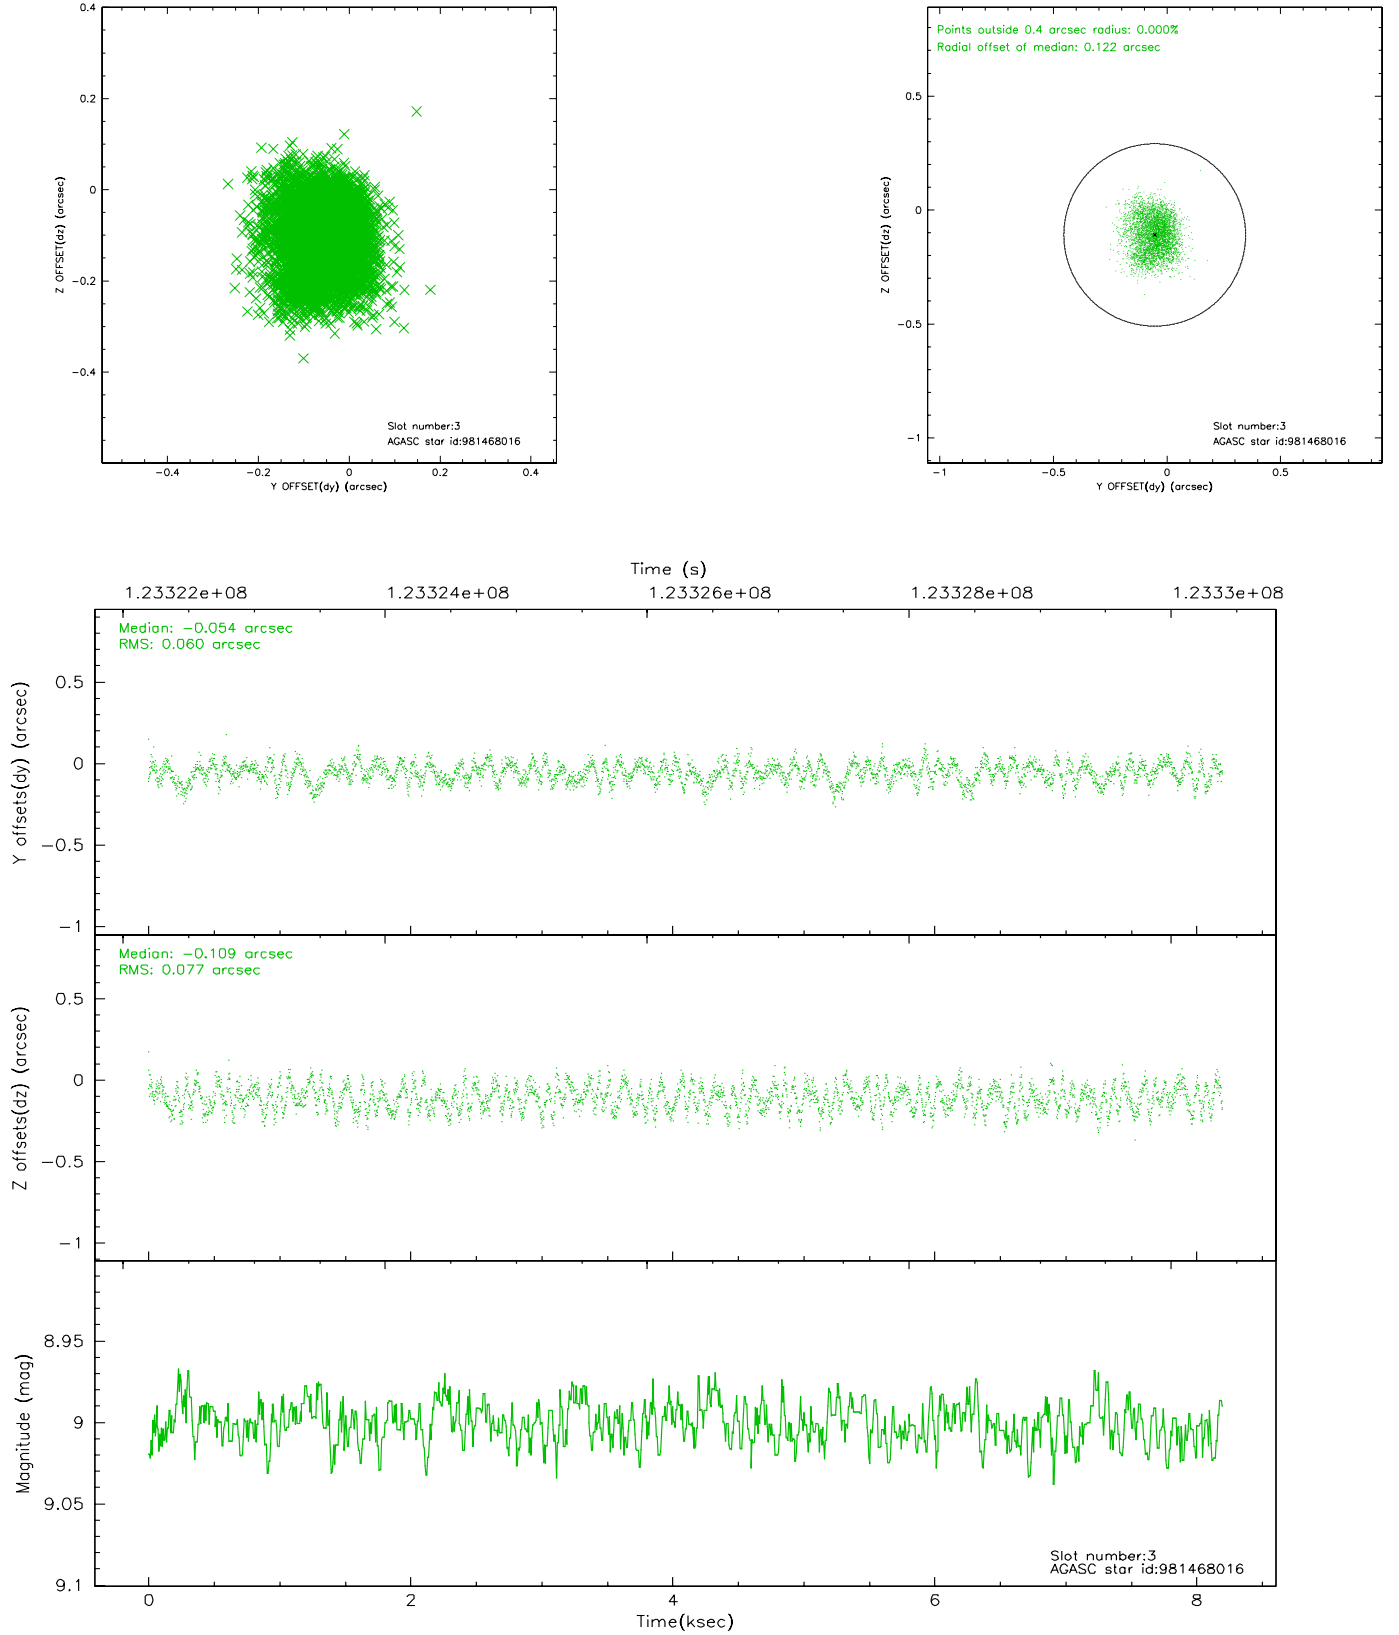 0.4
0.2
0
−0.2
−0.4
Z OFFSET(dz) (arcsec)
Slot number:3
AGASC star id:981468016
−0.4 −0.2 0 0.2 0.4
Y OFFSET(dy) (arcsec)
Points outside 0.4 arcsec radius: 0.000%
Radial offset of median: 0.122 arcsec
0.5
0
−0.5
−1
Z OFFSET(dz) (arcsec)
Slot number:3
AGASC star id:981468016
−1 −0.5 0 0.5
Y OFFSET(dy) (arcsec)
Time (s)
1.23322e+08 1.23324e+08 1.23326e+08 1.23328e+08 1.2333e+08
Median: −0.054 arcsec
RMS: 0.060 arcsec
0.5
0
−0.5
−1
Y offsets(dy) (arcsec)
Median: −0.109 arcsec
RMS: 0.077 arcsec
0.5
0
−0.5
−1
Z offsets(dz) (arcsec)
8.95
9
9.05
9.1
Magnitude (mag)
Slot number:3
AGASC star id:981468016
0 2 4 6 8
Time(ksec)